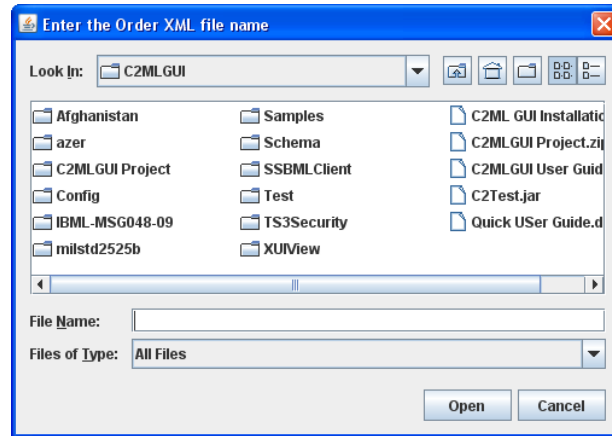 Enter the Order XML file name
Look In: C2MLGUI
Afghanistan Samples C2ML GUI Installatio
azer Schema C2MLGUI Project.zip
C2MLGUI Project SSBMLClient C2MLGUI User Guid
Config Test C2Test.jar
IBML-MSG048-09 TS3Security Quick USer Guide.d
milstd2525b XUIView
File Name:
Files of Type: All Files
Open Cancel